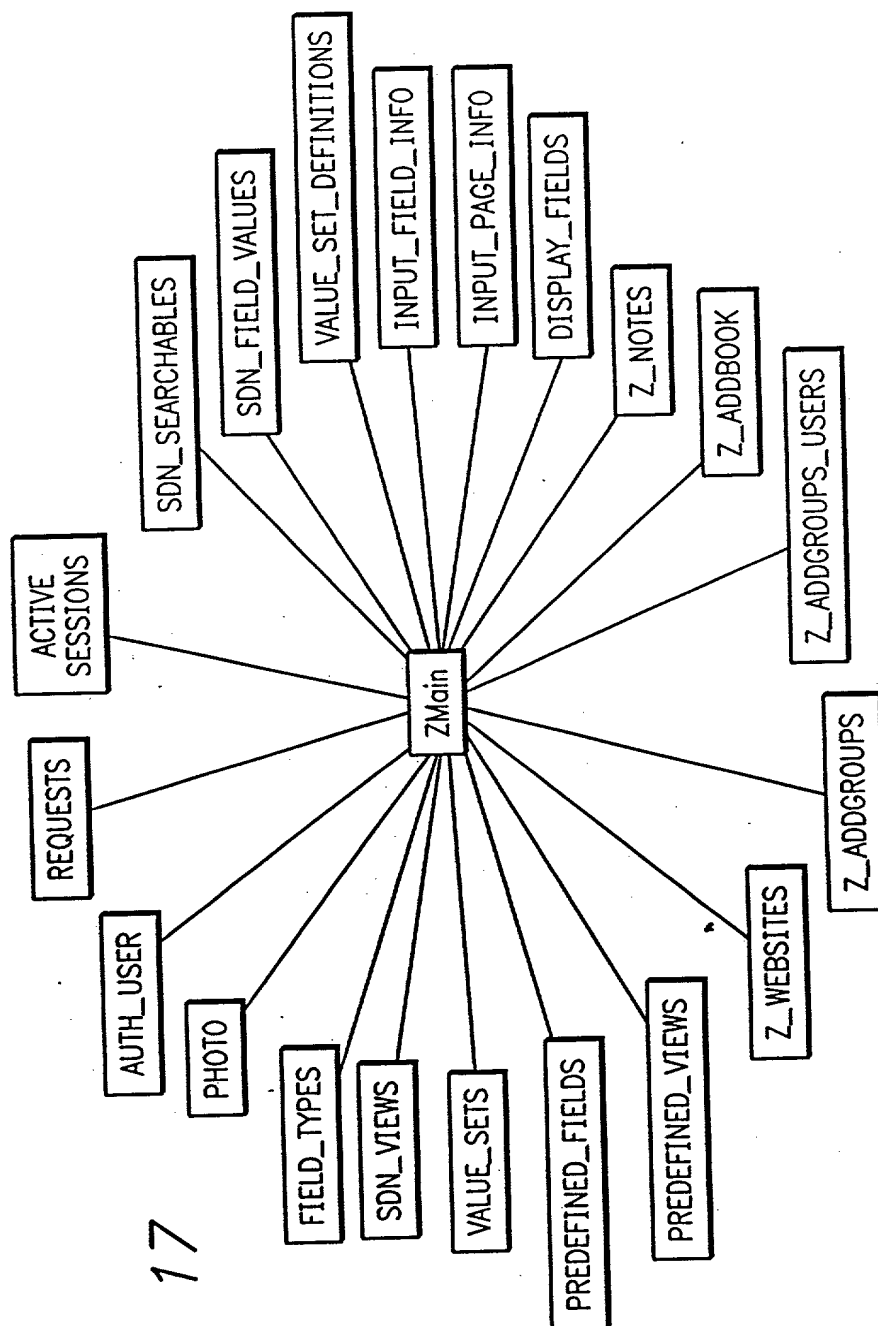 17
ACTIVE
SESSIONS
REQUESTS
AUTH_USER
PHOTO
FIELD_TYPES
SDN_VIEWS
VALUE_SETS
PREDEFINED_FIELDS
PREDEFINED_VIEWS
Z_WEBSITES
Z_ADDGROUPS
ZMain
SDN_SEARCHABLES
SDN_FIELD_VALUES
VALUE_SET_DEFINITIONS
INPUT_FIELD_INFO
INPUT_PAGE_INFO
DISPLAY_FIELDS
Z_NOTES
Z_ADDBOOK
Z_ADDGROUPS_USERS